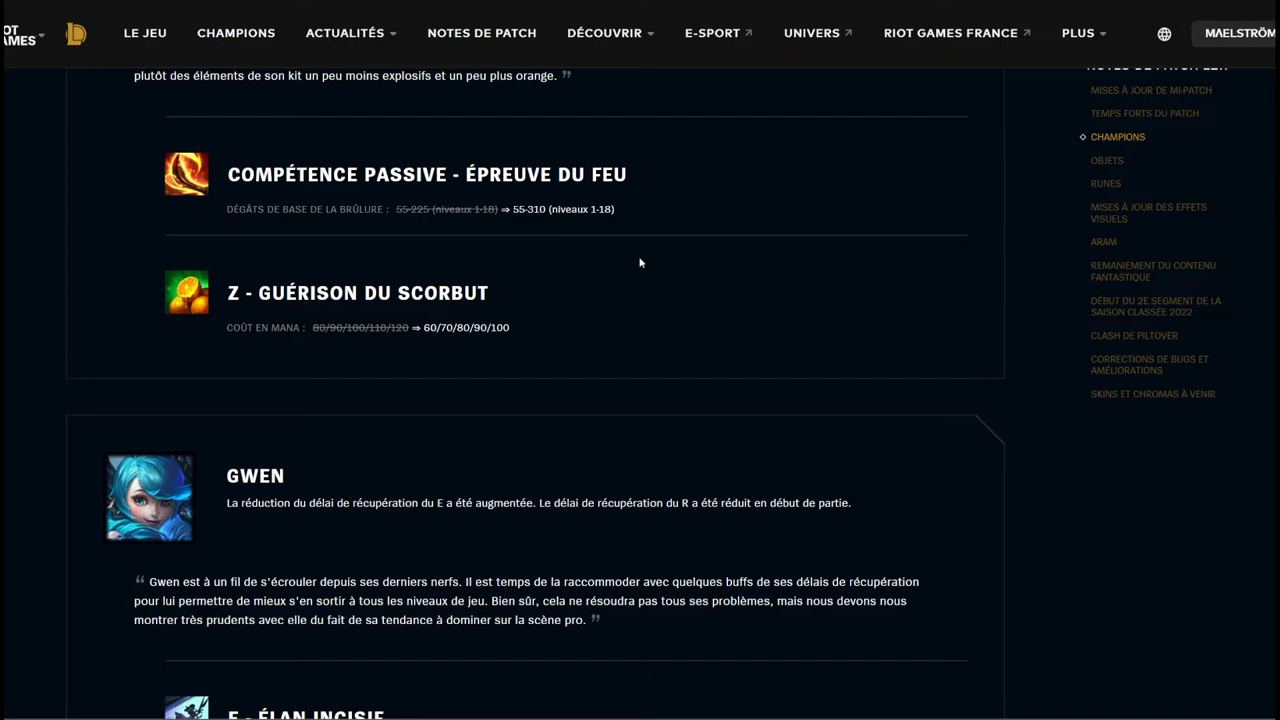 LE JEU CHAMPIONS ACTUALITÉS NOTES DE PATCH DÉCOUVRIR E-SPORT UNIVERS RIOT GAMES FRANCE PLUS
plutôt des éléments de son kit un peu moins explosifs et un peu plus orange. ”
COMPÉTENCE PASSIVE - ÉPREUVE DU FEU
DÉGÂTS DE BASE DE LA BRÛLURE : 55-225 (niveaux 1-18) ⇒ 55-310 (niveaux 1-18)
Z - GUÉRISON DU SCORBUT
COÛT EN MANA : 80/90/100/110/120 ⇒ 60/70/80/90/100
GWEN
La réduction du délai de récupération du E a été augmentée. Le délai de récupération du R a été réduit en début de partie.
“ Gwen est à un fil de s'écrouler depuis ses derniers nerfs. Il est temps de la raccommoder avec quelques buffs de ses délais de récupération
pour lui permettre de mieux s'en sortir à tous les niveaux de jeu. Bien sûr, cela ne résoudra pas tous ses problèmes, mais nous devons nous
montrer très prudents avec elle du fait de sa tendance à dominer sur la scène pro. ”
E - ÉLAN INCISIF
MISES À JOUR DE MI-PATCH
TEMPS FORTS DU PATCH
CHAMPIONS
OBJETS
RUNES
MISES À JOUR DES EFFETS
VISUELS
ARAM
REMANIEMENT DU CONTENU
FANTASTIQUE
DÉBUT DU 2E SEGMENT DE LA
SAISON CLASSÉE 2022
CLASH DE PILTOVER
CORRECTIONS DE BUGS ET
AMÉLIORATIONS
SKINS ET CHROMAS À VENIR